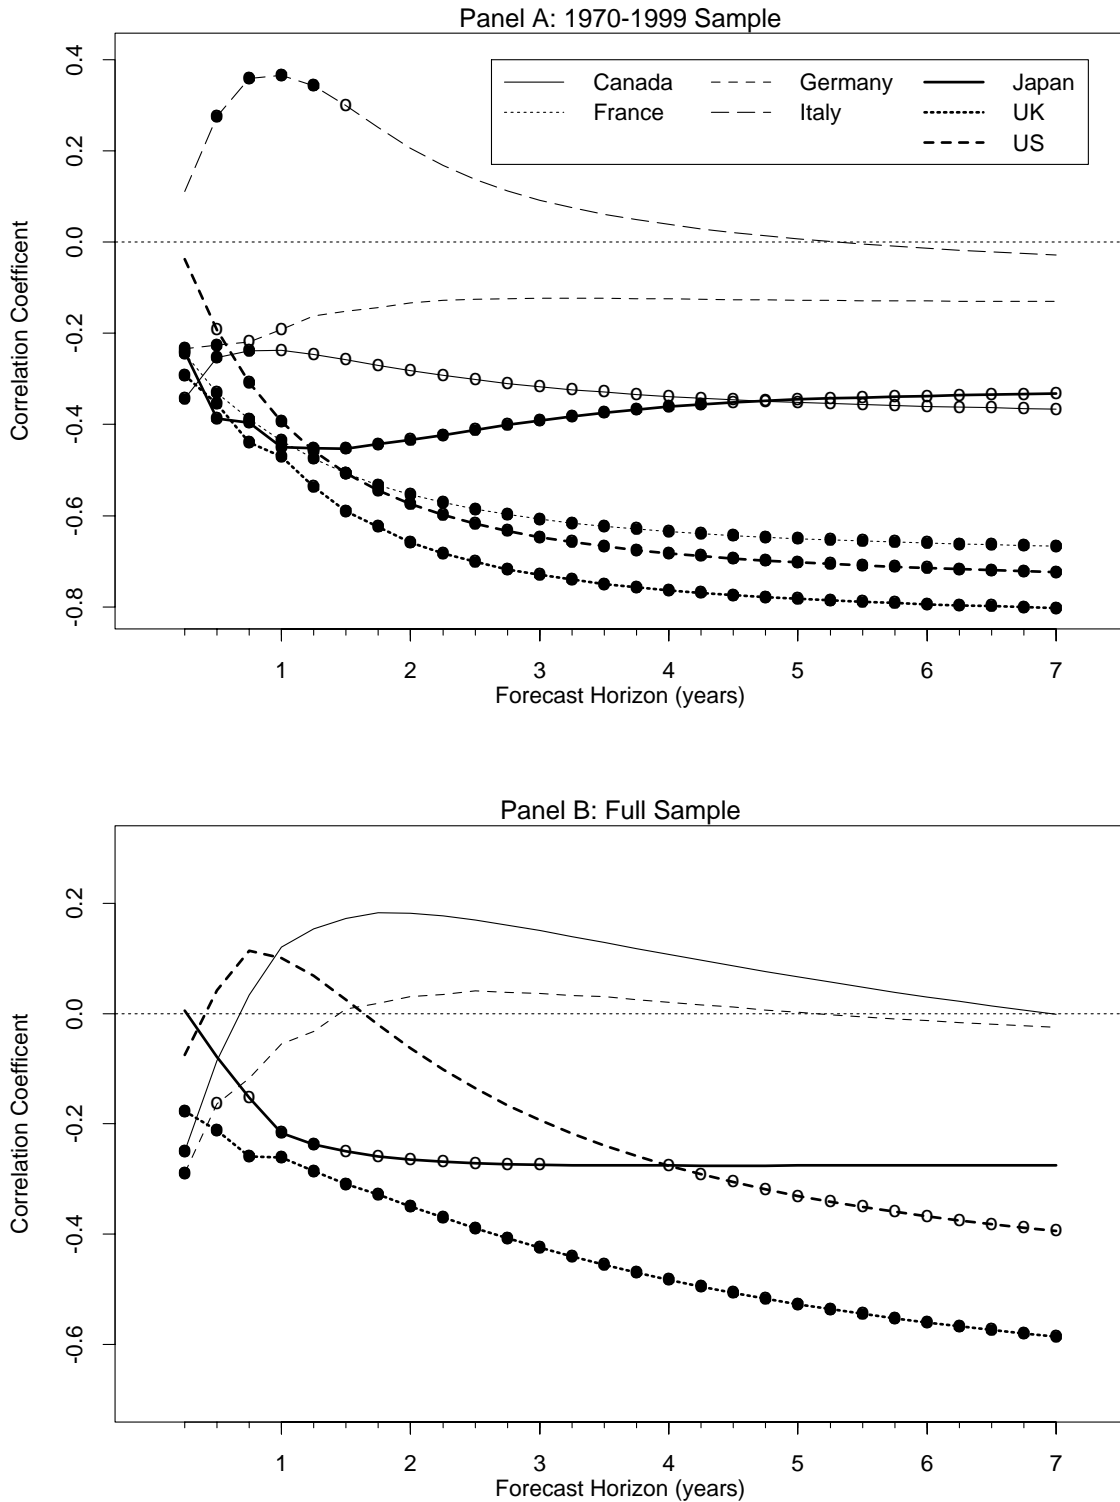 Panel A: 1970-1999 Sample
Correlation Coefficent
0.4
0.2
0.0
-0.2
-0.4
-0.6
-0.8
Canada
Germany
Japan
France
Italy
UK
US
1
2
3
4
5
6
7
Forecast Horizon (years)
Panel B: Full Sample
Correlation Coefficent
0.2
0.0
-0.2
-0.4
-0.6
1
2
3
4
5
6
7
Forecast Horizon (years)